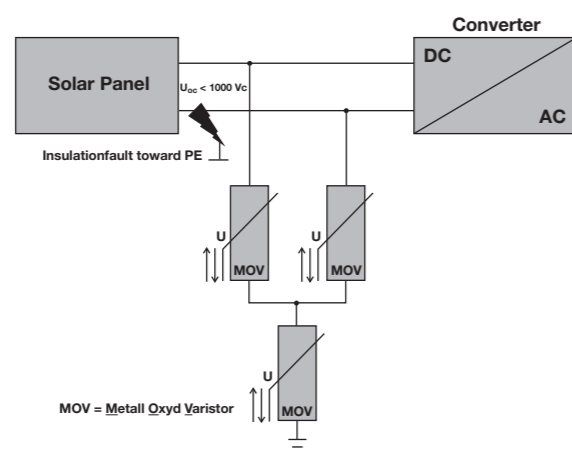 Converter
DC
Solar Panel
Uoc < 1000 Vc
AC
Insulationfault toward PE
U
MOV
U
MOV
U
MOV = Metall Oxyd Varistor
MOV